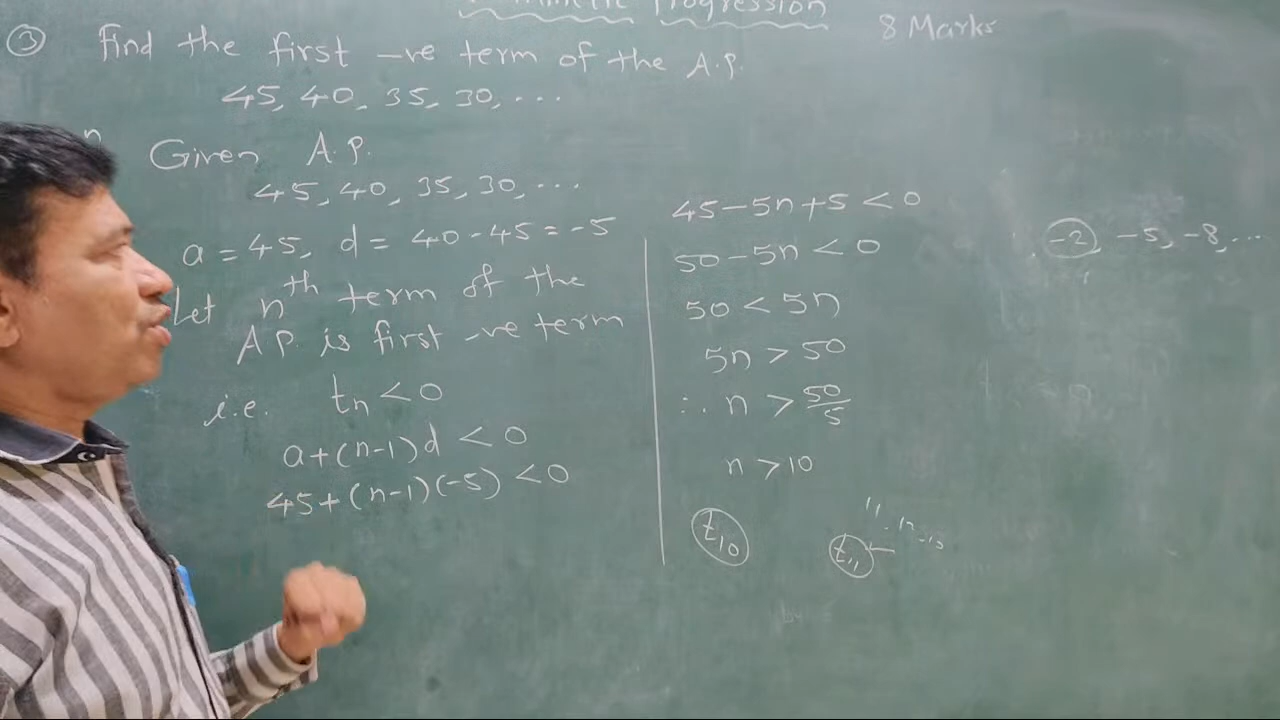 Progression
8 Marks
③ Find the first -ve term of the A.P.
45, 40, 35, 30, ...
n
Given A.P.
45, 40, 35, 30, ...
a = 45, d = 40 - 45 = -5
Let nth term of the
A.P. is first -ve term
i.e. tn < 0
a + (n-1)d < 0
45 + (n-1)(-5) < 0
45 - 5n + 5 < 0
50 - 5n < 0
50 < 5n
5n > 50
∴ n > 50/5
n > 10
t10
t11
11
-2, -5, -8, ...